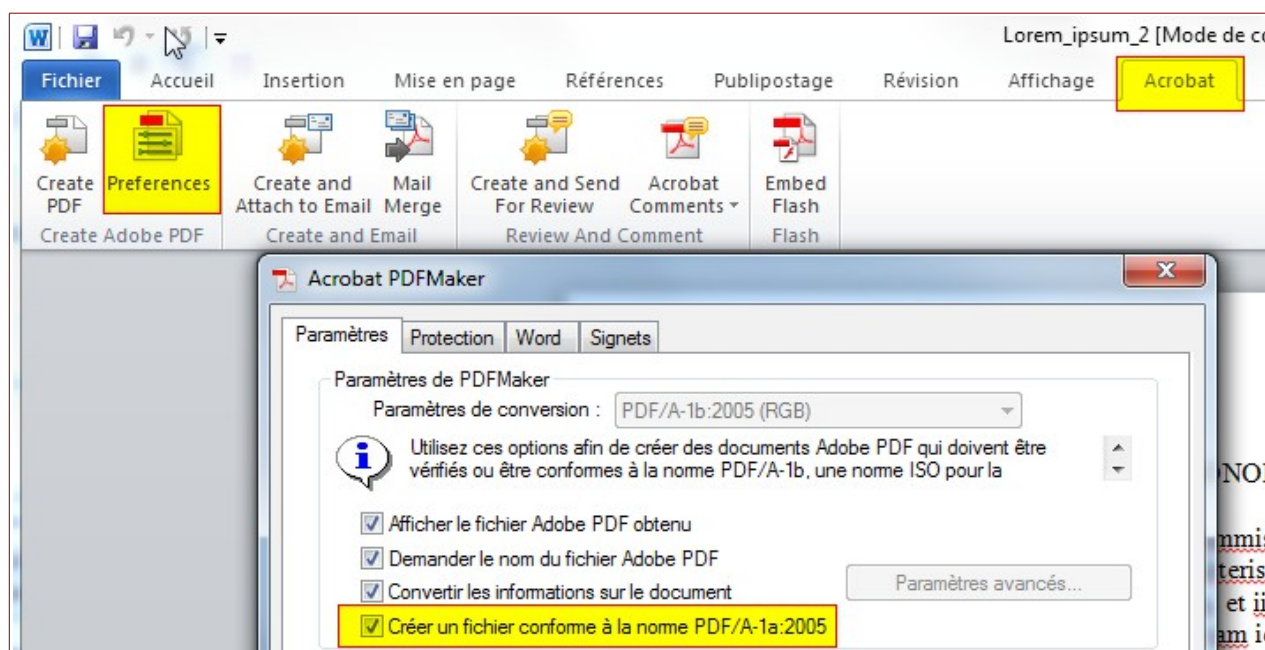 Lorem_ipsum_2 [Mode de co
Fichier Accueil Insertion Mise en page Références Publipostage Révision Affichage Acrobat
Create PDF Preferences Create and Attach to Email Mail Merge Create and Send For Review Acrobat Comments Embed Flash
Create Adobe PDF Create and Email Review And Comment Flash
Acrobat PDFMaker
Paramètres Protection Word Signets
Paramètres de PDFMaker
Paramètres de conversion : PDF/A-1b:2005 (RGB)
Utilisez ces options afin de créer des documents Adobe PDF qui doivent être
vérifiés ou être conformes à la norme PDF/A-1b, une norme ISO pour la
Afficher le fichier Adobe PDF obtenu
Demander le nom du fichier Adobe PDF
Convertir les informations sur le document Paramètres avancés...
Créer un fichier conforme à la norme PDF/A-1a:2005